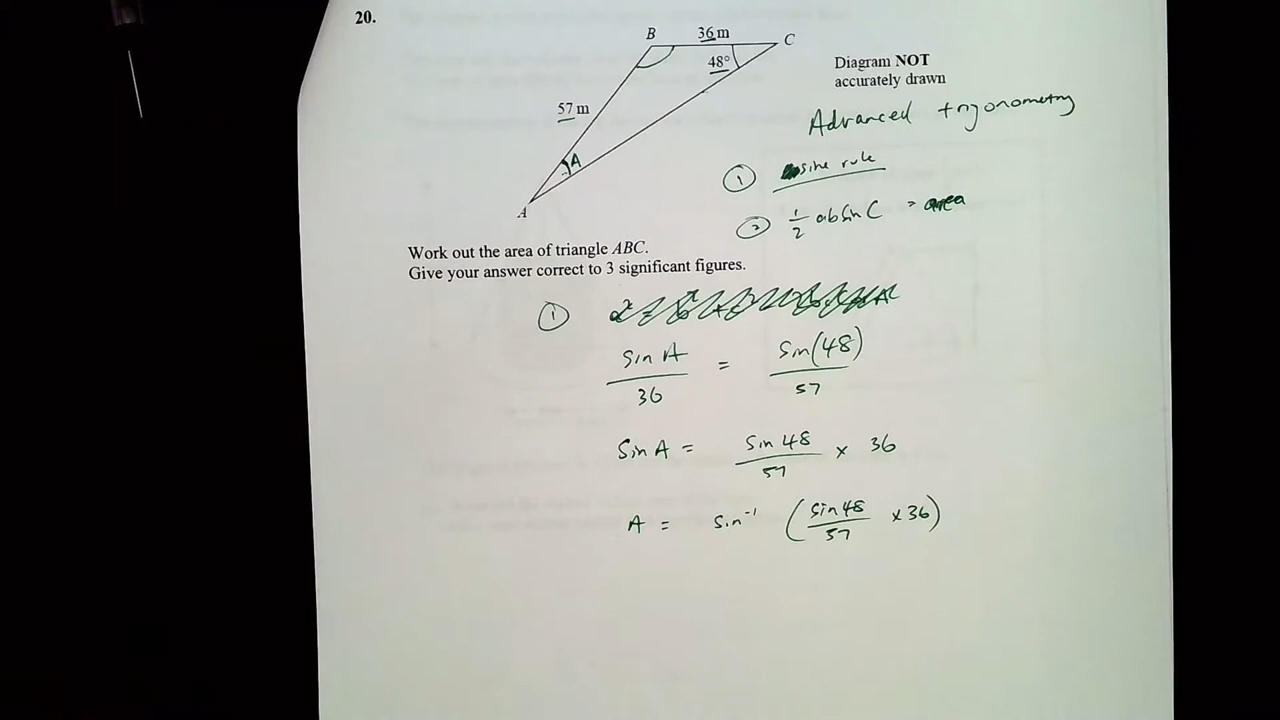 20.
B 36 m C
48°
57 m
A
A
Diagram NOT
accurately drawn
Advanced trigonometry
1 sine rule
2 1/2 ab Sin C = area
Work out the area of triangle ABC.
Give your answer correct to 3 significant figures.
1
Sin A / 36 = Sin(48) / 57
Sin A = Sin 48 / 57 × 36
A = Sin⁻¹ (Sin 48 / 57 × 36)